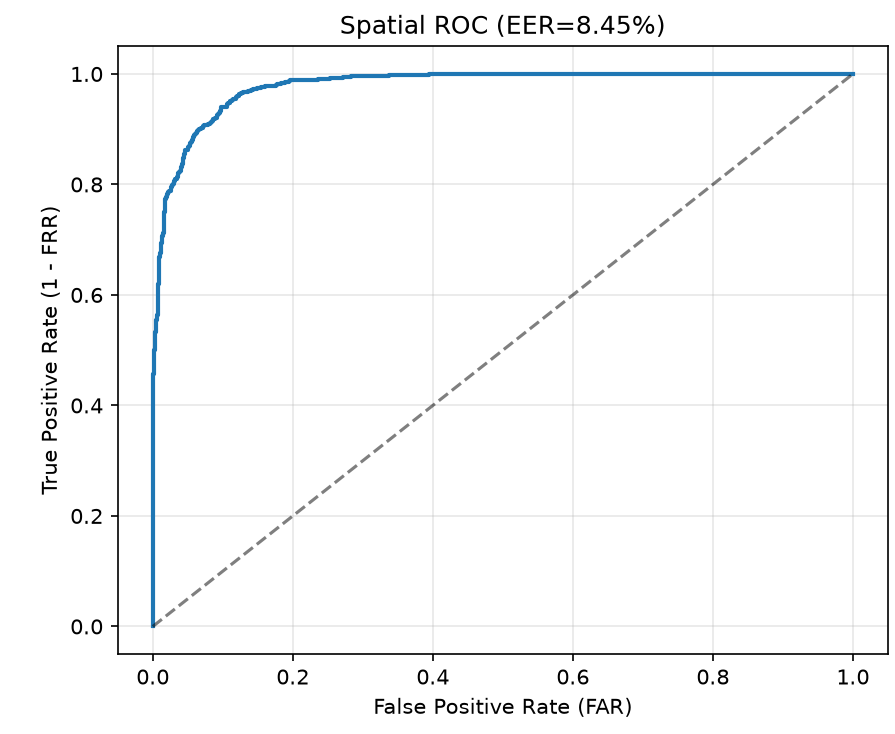 Spatial ROC (EER=8.45%)
True Positive Rate (1 - FRR)
1.0
0.8
0.6
0.4
0.2
0.0
0.0 0.2 0.4 0.6 0.8 1.0
False Positive Rate (FAR)